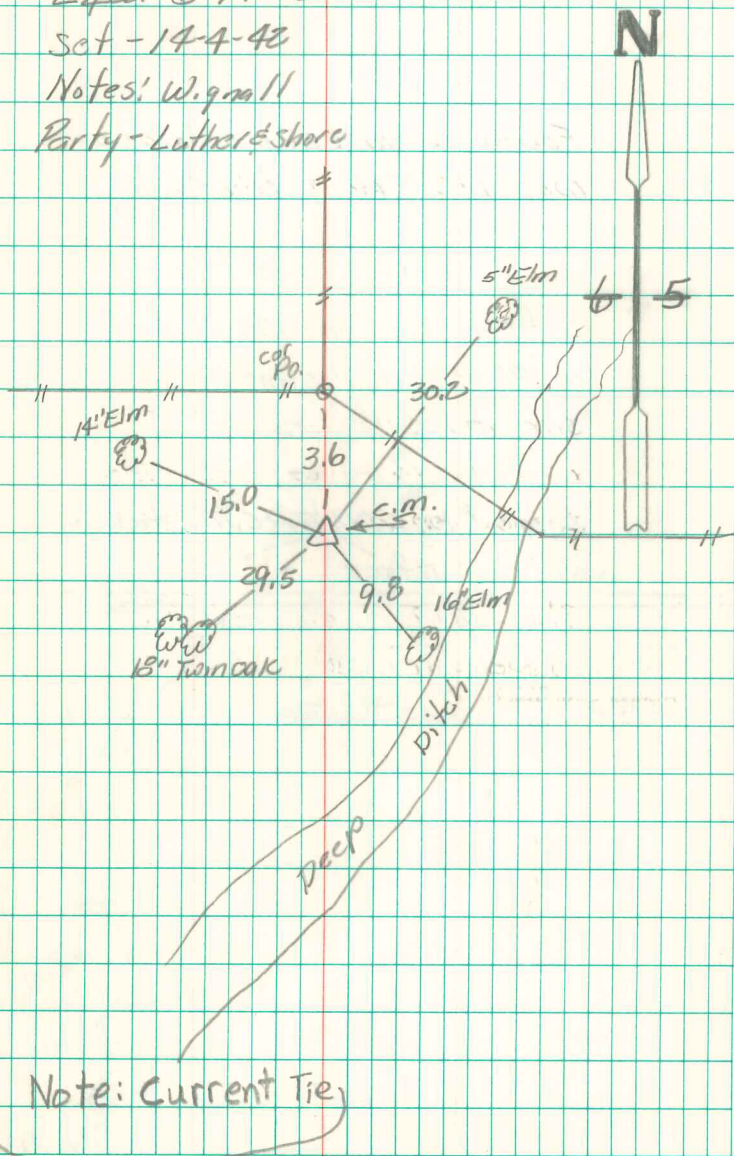 set - 14-4-42
Notes: Wignall
Party - Luther & Shore
N
5" Elm
6 5
cor. Po.
30.2
14" Elm
3.6
15.0
c.m.
29.5
9.8
16" Elm
18" Twin oak
Ditch
Deep
Note: Current Tie